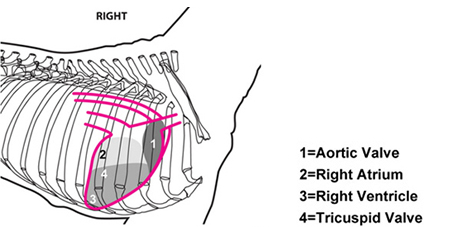 RIGHT
1
2
4
3
1=Aortic Valve
2=Right Atrium
3=Right Ventricle
4=Tricuspid Valve